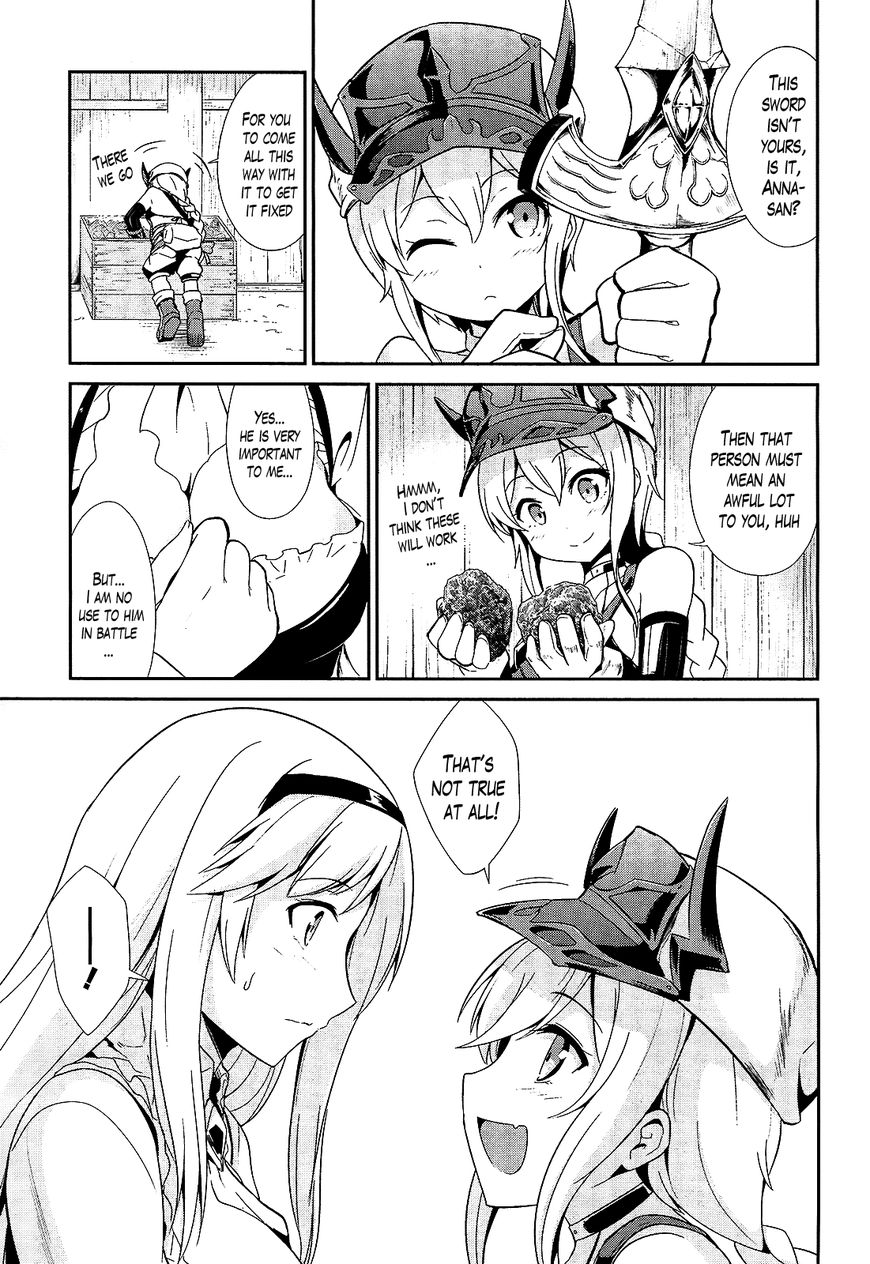 THIS
SWORD
ISN'T
YOURS,
IS IT,
ANNA-
SAN?
FOR YOU
TO COME
ALL THIS
WAY WITH
IT TO GET
IT FIXED
THERE
WE GO
THEN THAT
PERSON MUST
MEAN AN
AWFUL LOT
TO YOU, HUH
HMMM,
I DON'T
THINK THESE
WILL WORK
...
YES...
HE IS VERY
IMPORTANT
TO ME...
BUT...
I AM NO
USE TO HIM
IN BATTLE
...
THAT'S
NOT TRUE
AT ALL!
—!